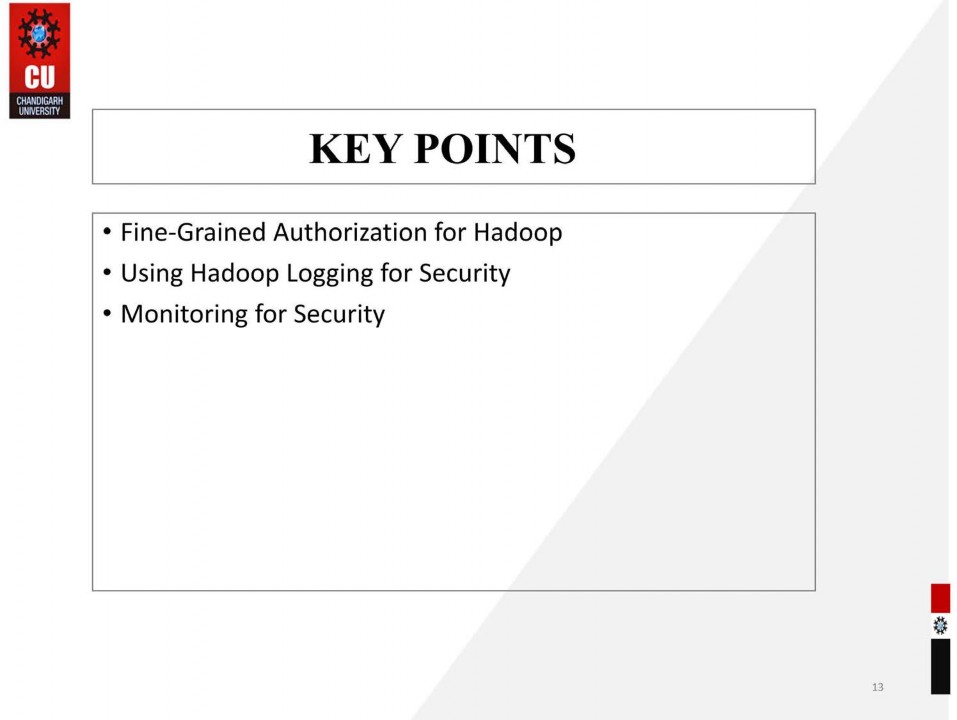 CU
CHANDIGARH
UNIVERSITY
KEY POINTS
• Fine-Grained Authorization for Hadoop
• Using Hadoop Logging for Security
• Monitoring for Security
13